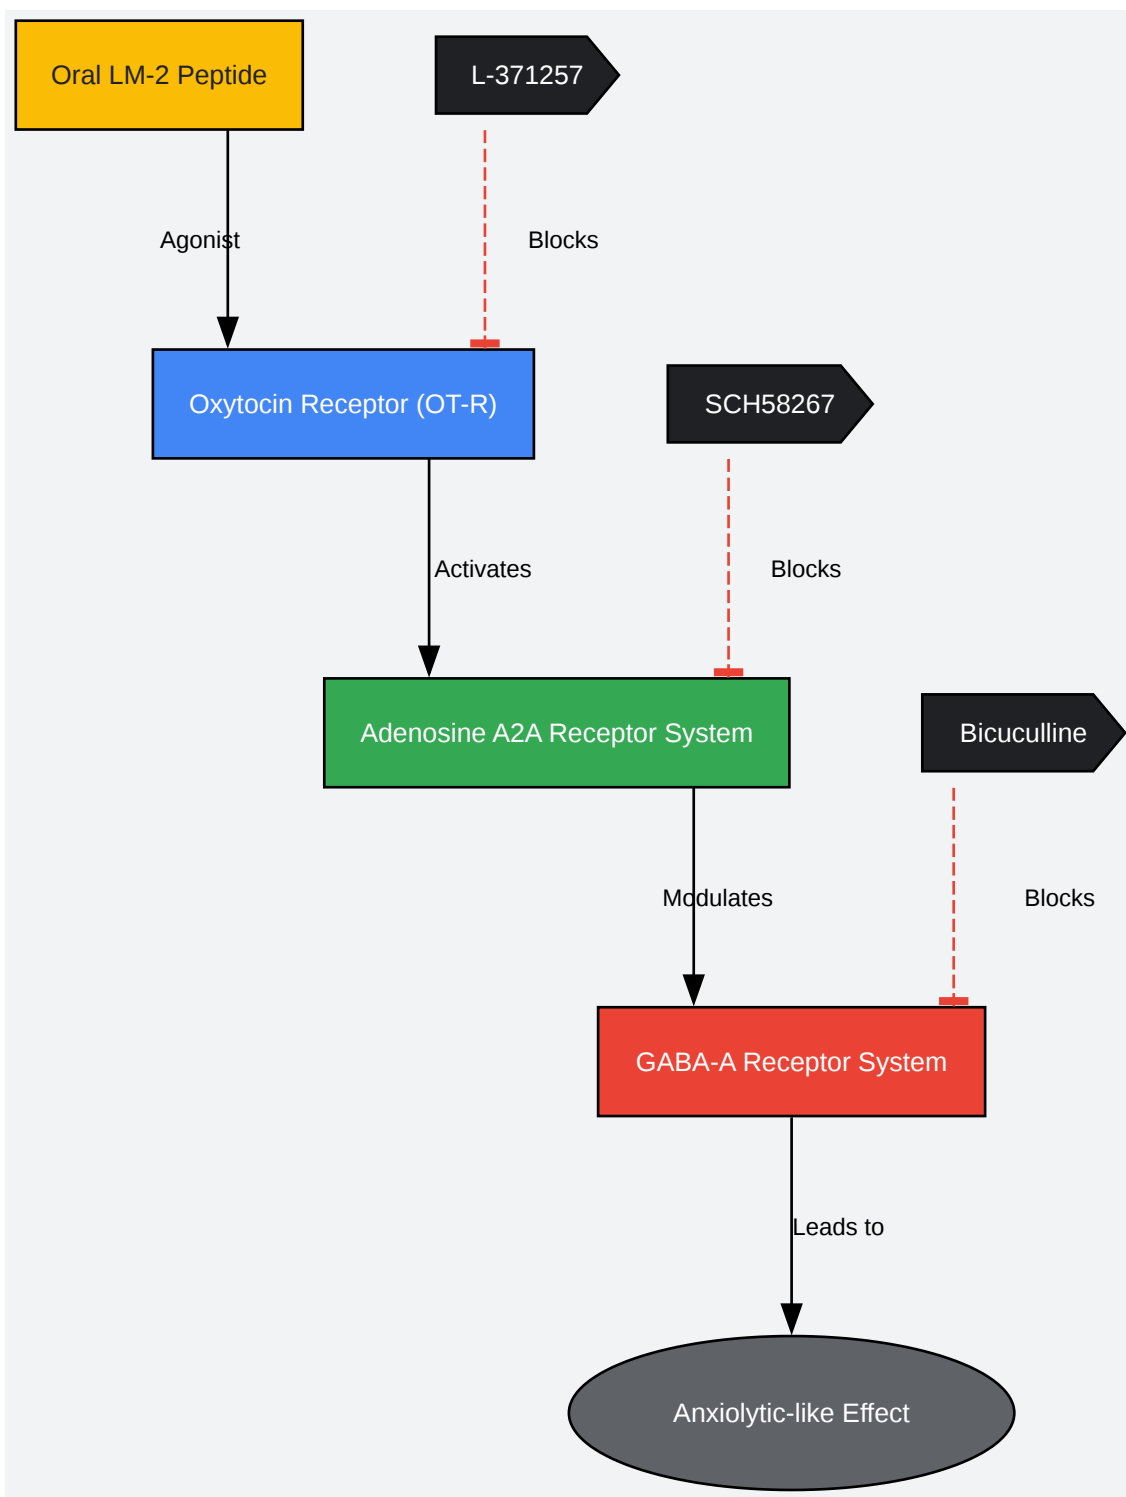 Oral LM-2 Peptide
L-371257
Agonist
Blocks
Oxytocin Receptor (OT-R)
SCH58267
Activates
Blocks
Adenosine A2A Receptor System
Bicuculline
Modulates
Blocks
GABA-A Receptor System
Leads to
Anxiolytic-like Effect